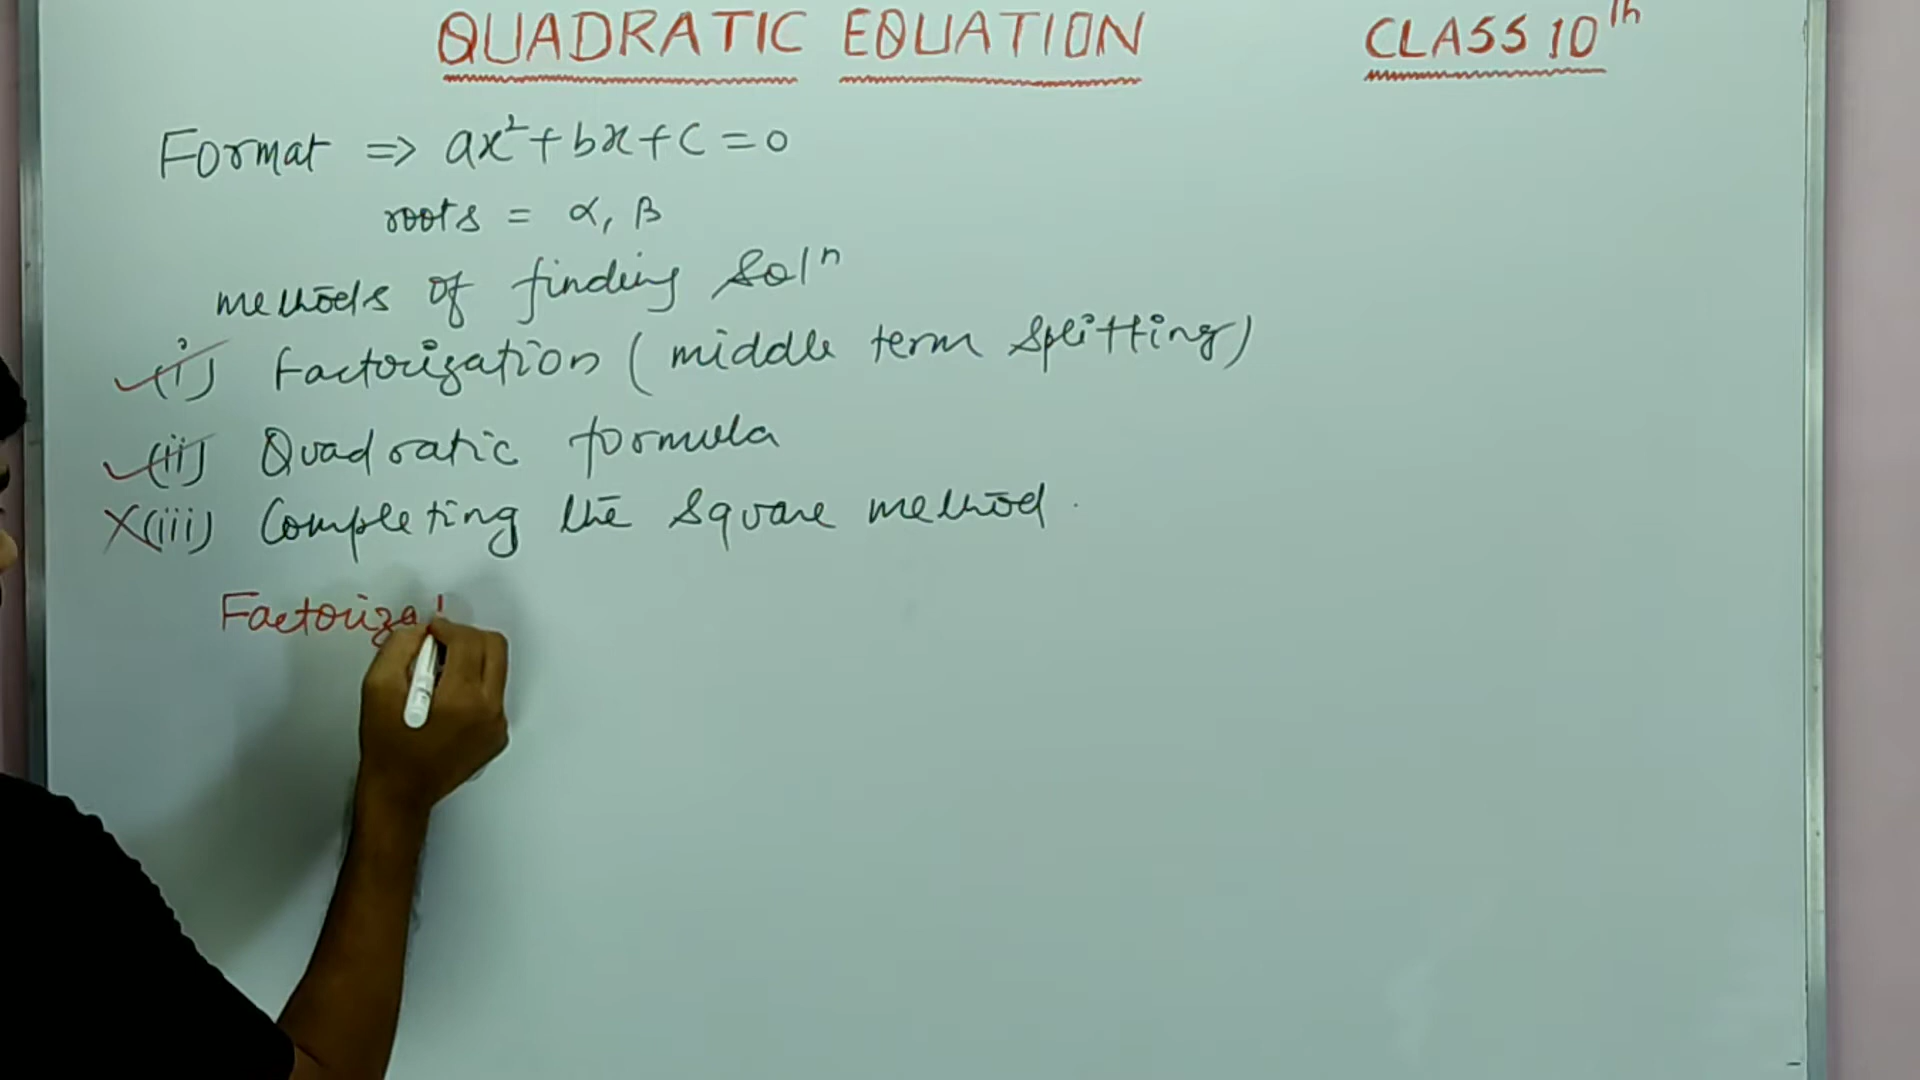 QUADRATIC EQUATION CLASS 10th
Format => ax²+bx+c=0
roots = α, β
methods of finding Solⁿ
(i) Factorization (middle term splitting)
(ii) Quadratic formula
X(iii) Completing the square method.
Factorizat